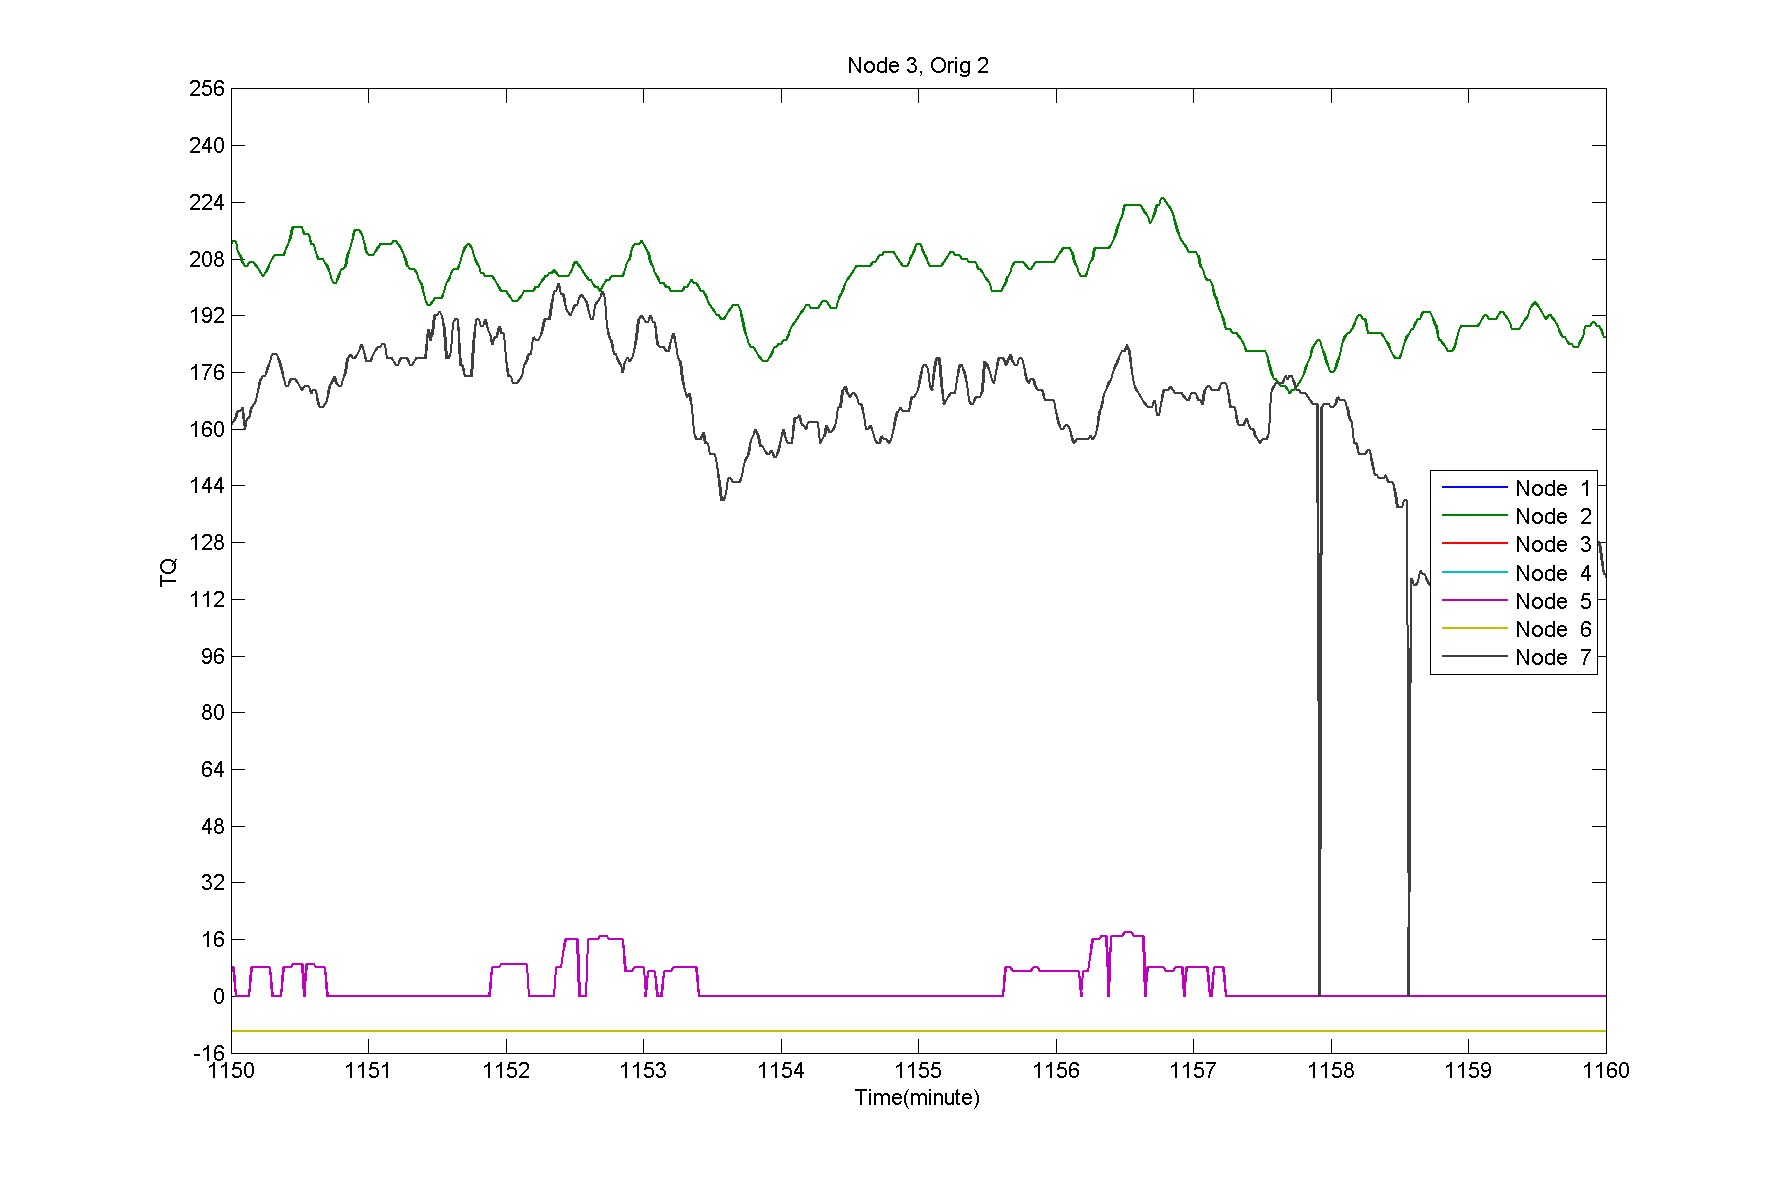 Node 3, Orig 2
256
240
224
208
192
176
160
144
128
112
96
80
64
48
32
16
0
-16
TQ
Node 1
Node 2
Node 3
Node 4
Node 5
Node 6
Node 7
1150 1151 1152 1153 1154 1155 1156 1157 1158 1159 1160
Time(minute)